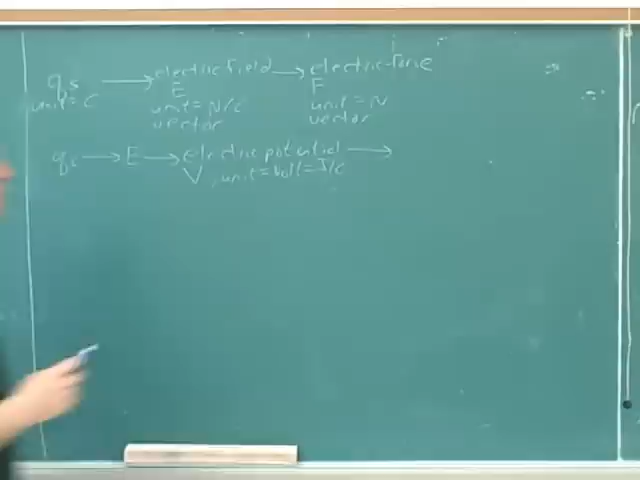 qs → electric field → electric force
E F
unit = C unit = N/C unit = N
vector vector
qs → E → electric potential →
V, unit = Volt = J/C